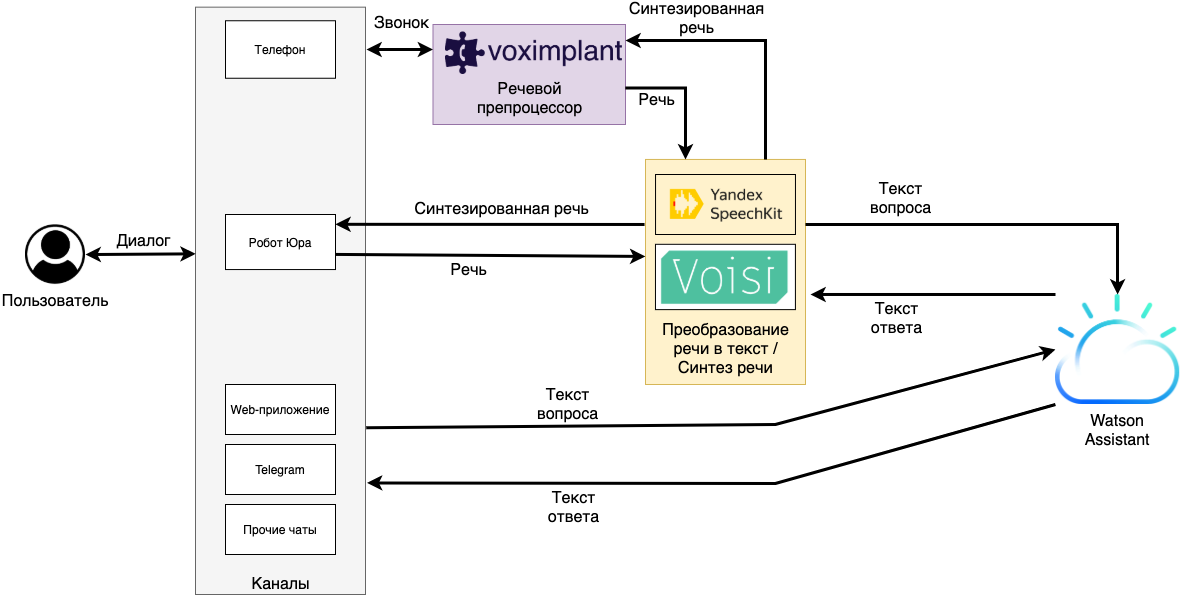 Синтезированная
речь
Звонок
Телефон
voximplant
Речевой
препроцессор
Речь
Yandex
SpeechKit
Текст
вопроса
Синтезированная речь
Диалог
Робот Юра
Речь
Voisi
Пользователь
Текст
ответа
Преобразование
речи в текст /
Синтез речи
Web-приложение
Текст
вопроса
Watson
Assistant
Telegram
Текст
ответа
Прочие чаты
Каналы